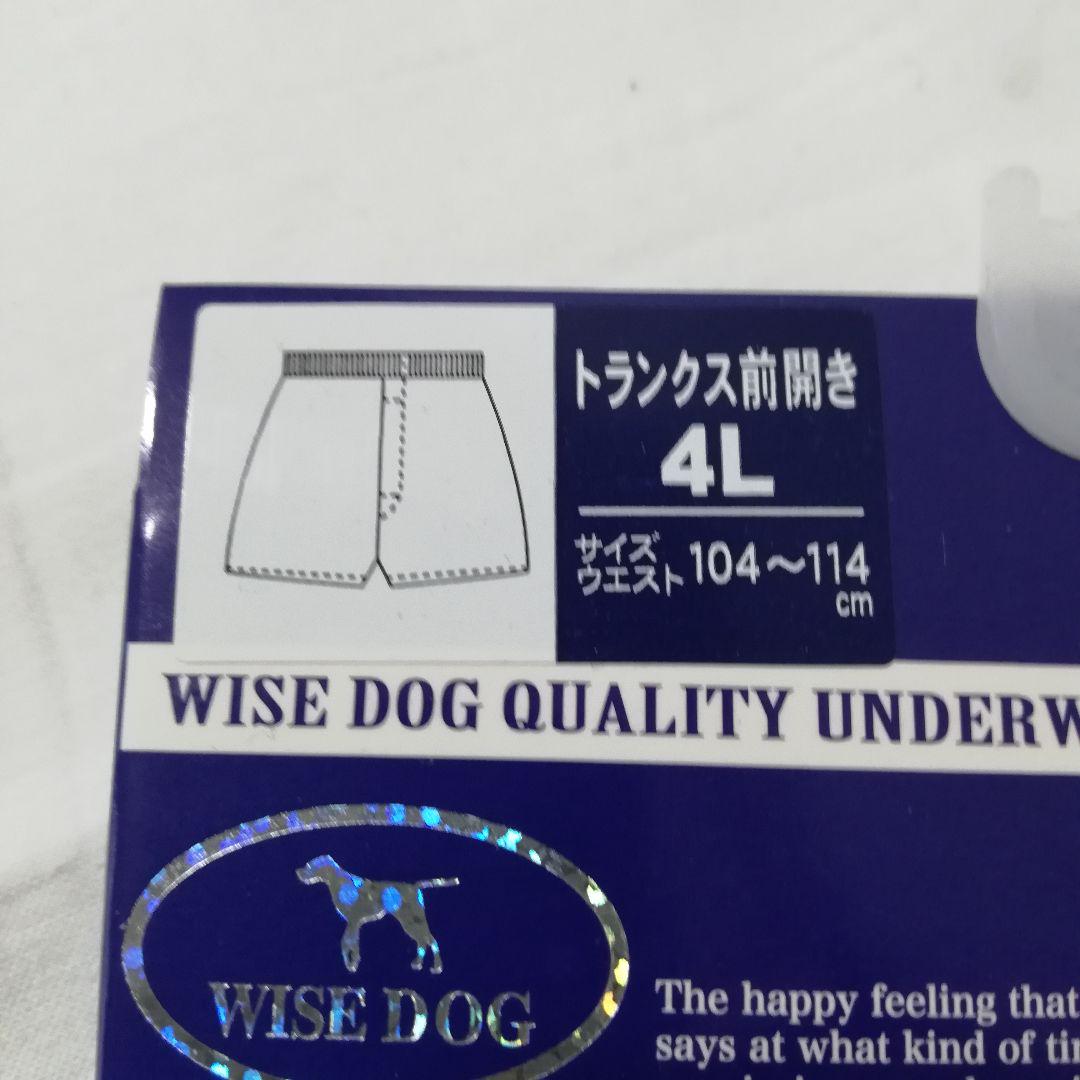 トランクス前開き
4L
サイズ
ウエスト 104〜114
cm
WISE DOG QUALITY UNDERW
WISE DOG
The happy feeling that
says at what kind of